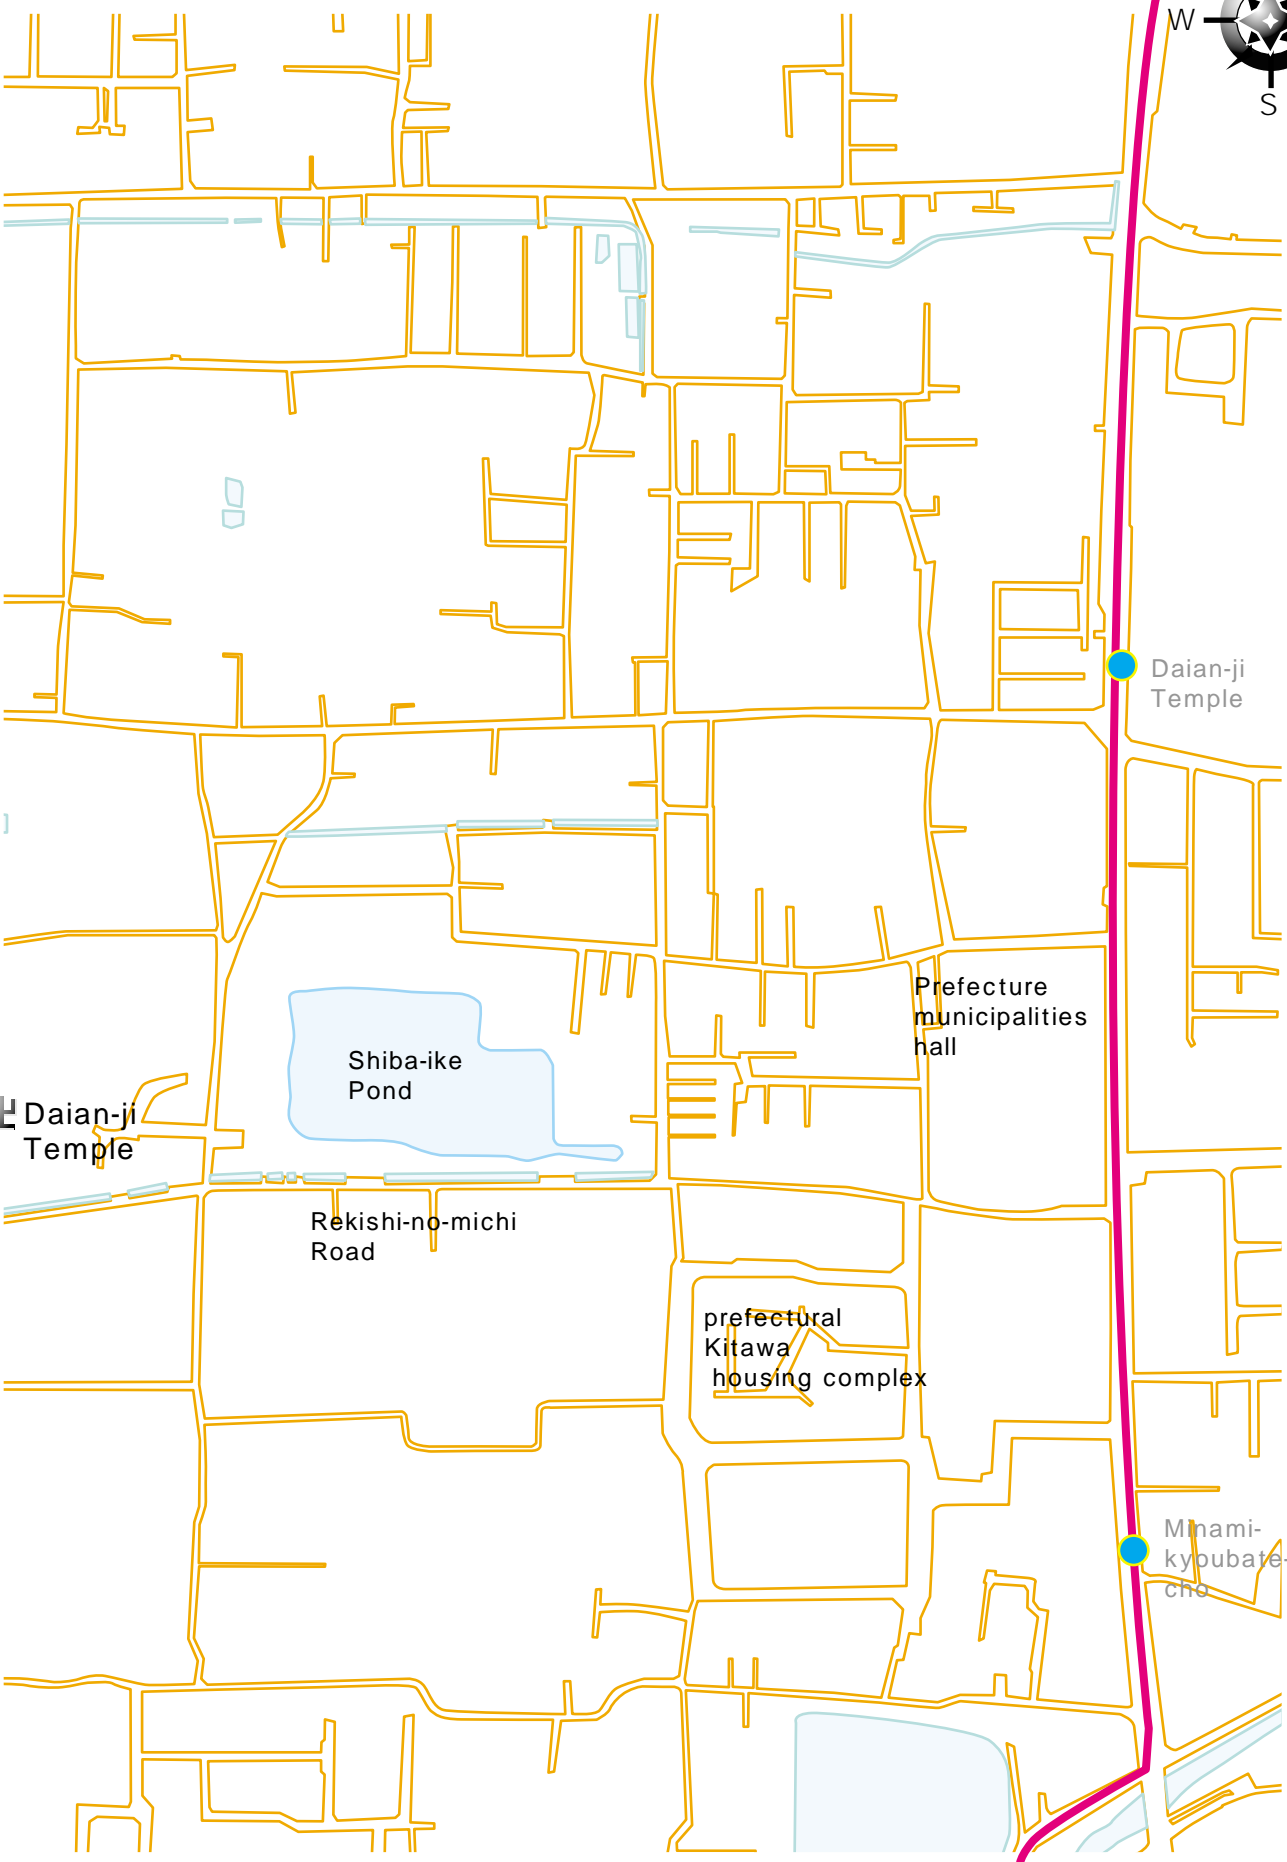 W
S
Daian-ji
Temple
Prefecture
municipalities
hall
Shiba-ike
Pond
Daian-ji
Temple
Rekishi-no-michi
Road
prefectural
Kitawa
housing complex
Minami-
kyoubate-
cho